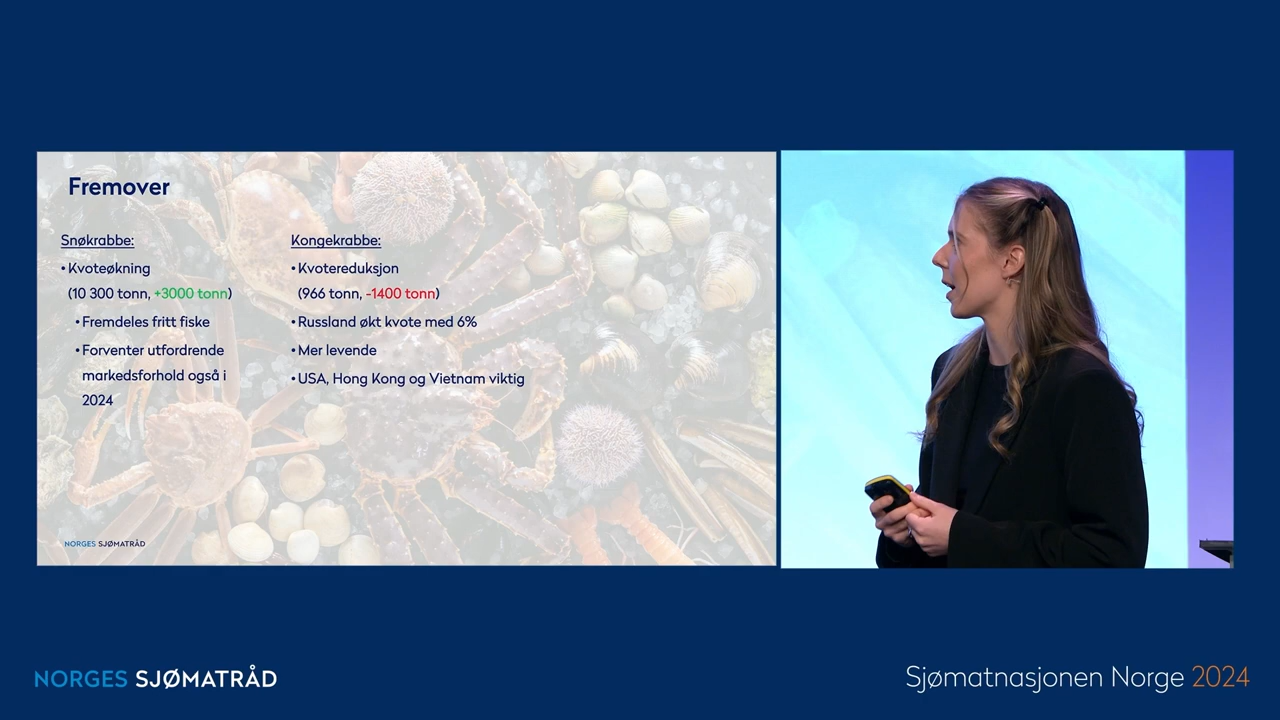 Fremover
Snøkrabbe:
• Kvoteøkning
(10 300 tonn, +3000 tonn)
• Fremdeles fritt fiske
• Forventer utfordrende
markedsforhold også i
2024
Kongekrabbe:
• Kvotereduksjon
(966 tonn, -1400 tonn)
• Russland økt kvote med 6%
• Mer levende
• USA, Hong Kong og Vietnam viktig
NORGES SJØMATRÅD
NORGES SJØMATRÅD
Sjømatnasjonen Norge 2024